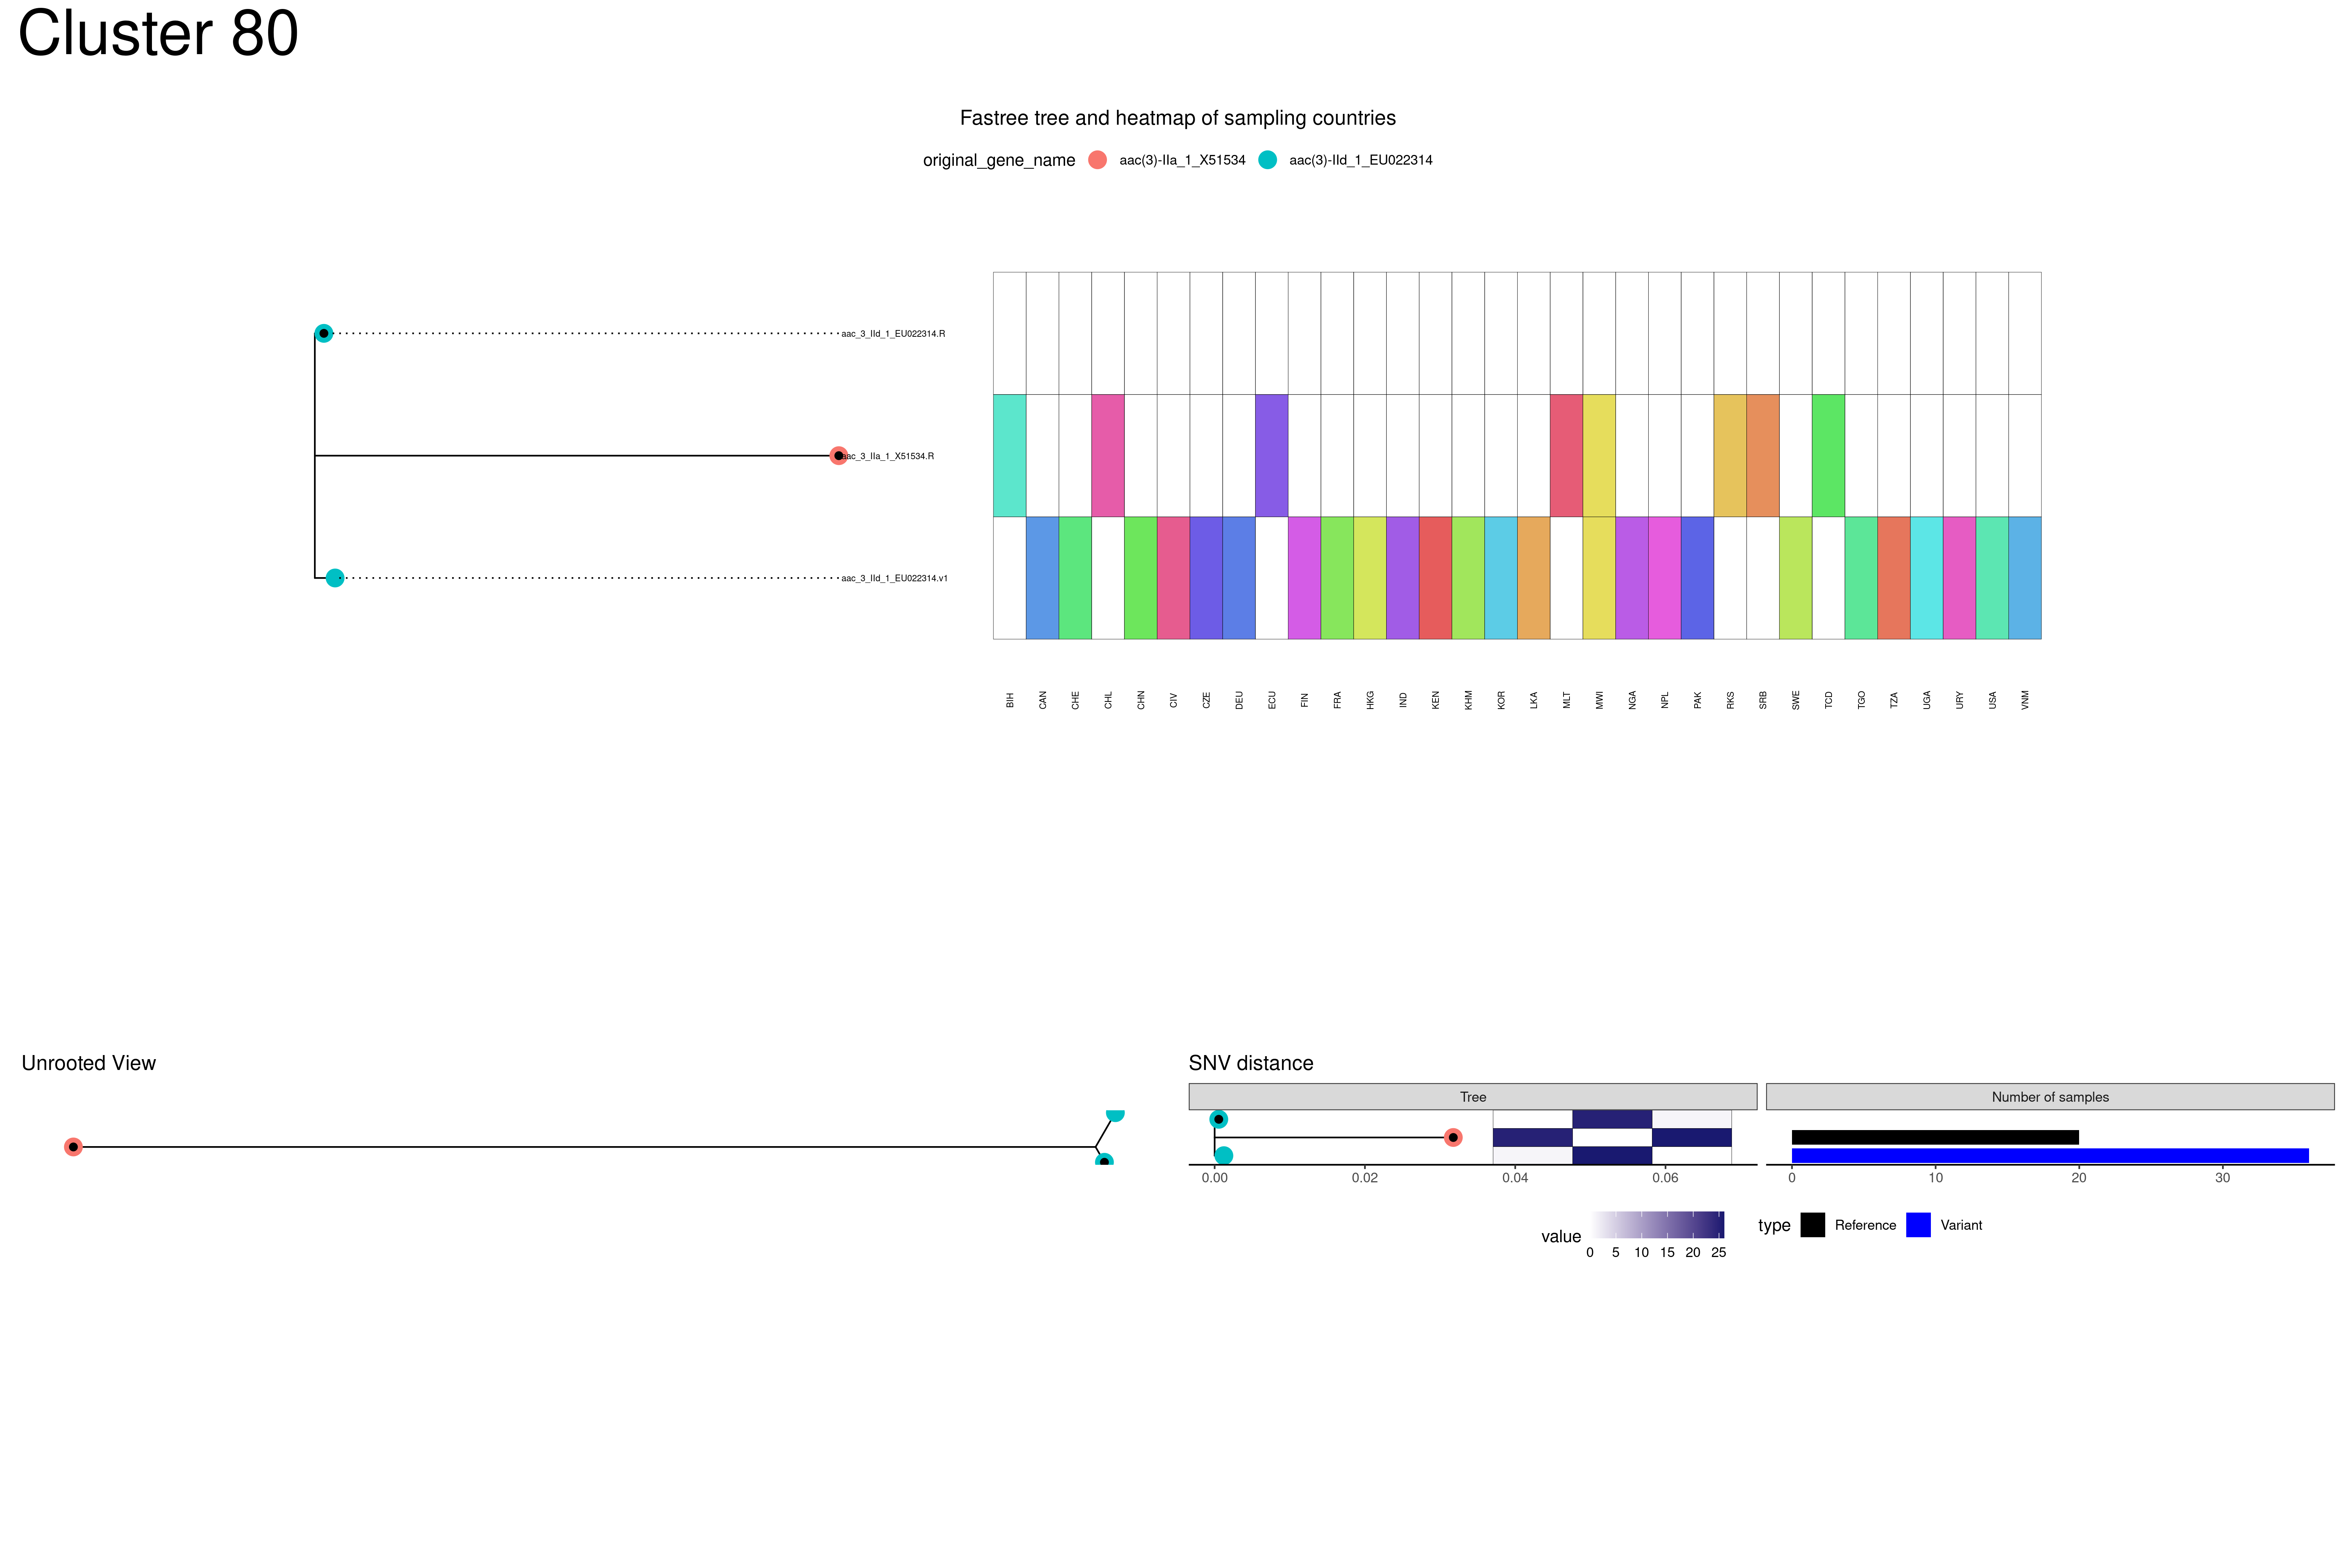 Cluster 80
Fastree tree and heatmap of sampling countries
original_gene_name aac(3)-IIa_1_X51534 aac(3)-IId_1_EU022314
aac_3_IId_1_EU022314.R
aac_3_IIa_1_X51534.R
aac_3_IId_1_EU022314.v1
BIH CAN CHE CHL CHN CIV CZE DEU ECU FIN FRA HKG IND KEN KHM KOR LKA MLT MWI NGA NPL PAK RKS SRB SWE TCD TGO TZA UGA URY USA VNM
Unrooted View
SNV distance
Tree Number of samples
0.00 0.02 0.04 0.06 0 10 20 30
value 0 5 10 15 20 25
type Reference Variant